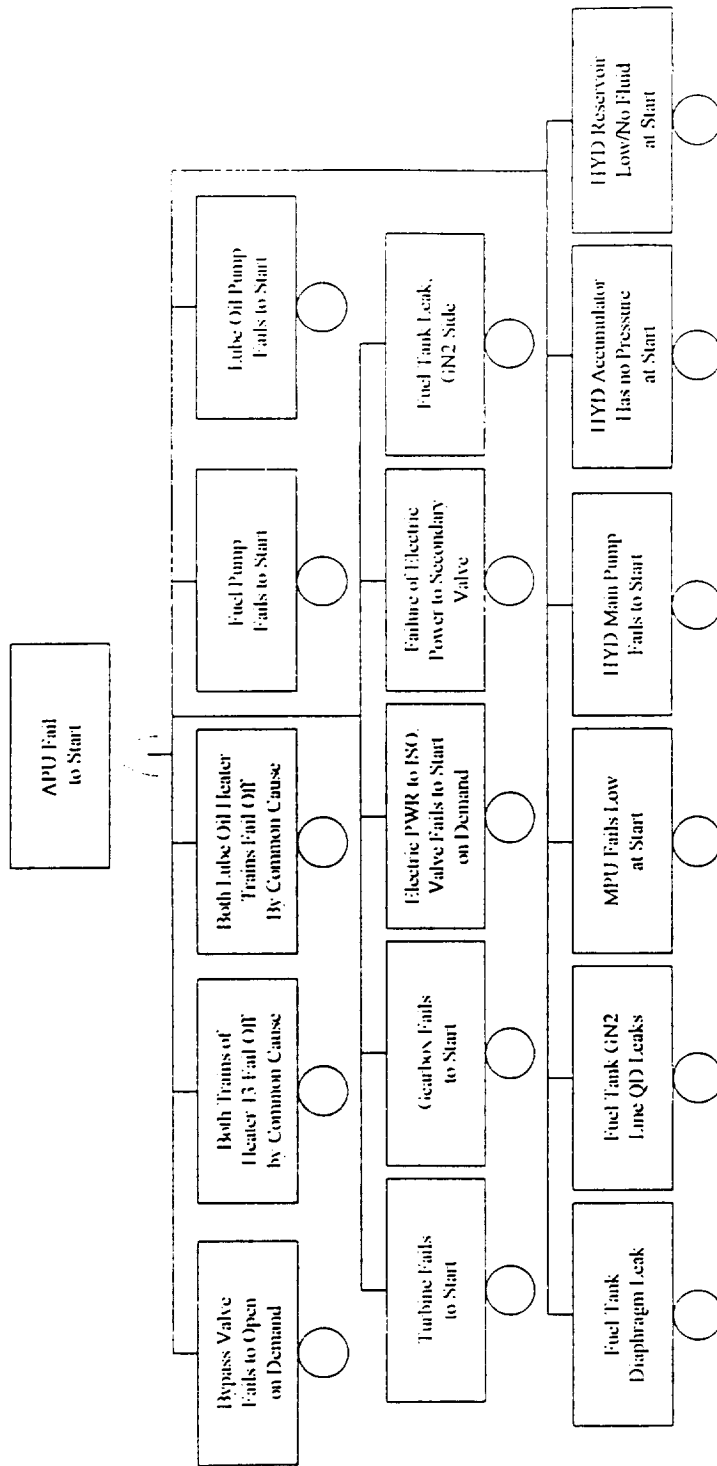 APU Fail
to Start
Bypass Valve
Fails to Open
on Demand
Both Trains of
Heater 13 Fail Off
by Common Cause
Both Lube Oil Heater
Trains Fail Off
By Common Cause
Fuel Pump
Fails to Start
Lube Oil Pump
Fails to Start
Turbine Fails
to Start
Gearbox Fails
to Start
Electric PWR to ISO.
Valve Fails to Start
on Demand
Failure of Electric
Power to Secondary
Valve
Fuel Tank Leak,
GN2 Side
Fuel Tank
Diaphragm Leak
Fuel Tank GN2
Line QD Leaks
MPU Fails Low
at Start
HYD Main Pump
Fails to Start
HYD Accumulator
Has no Pressure
at Start
HYD Reservoir
Low/No Fluid
at Start